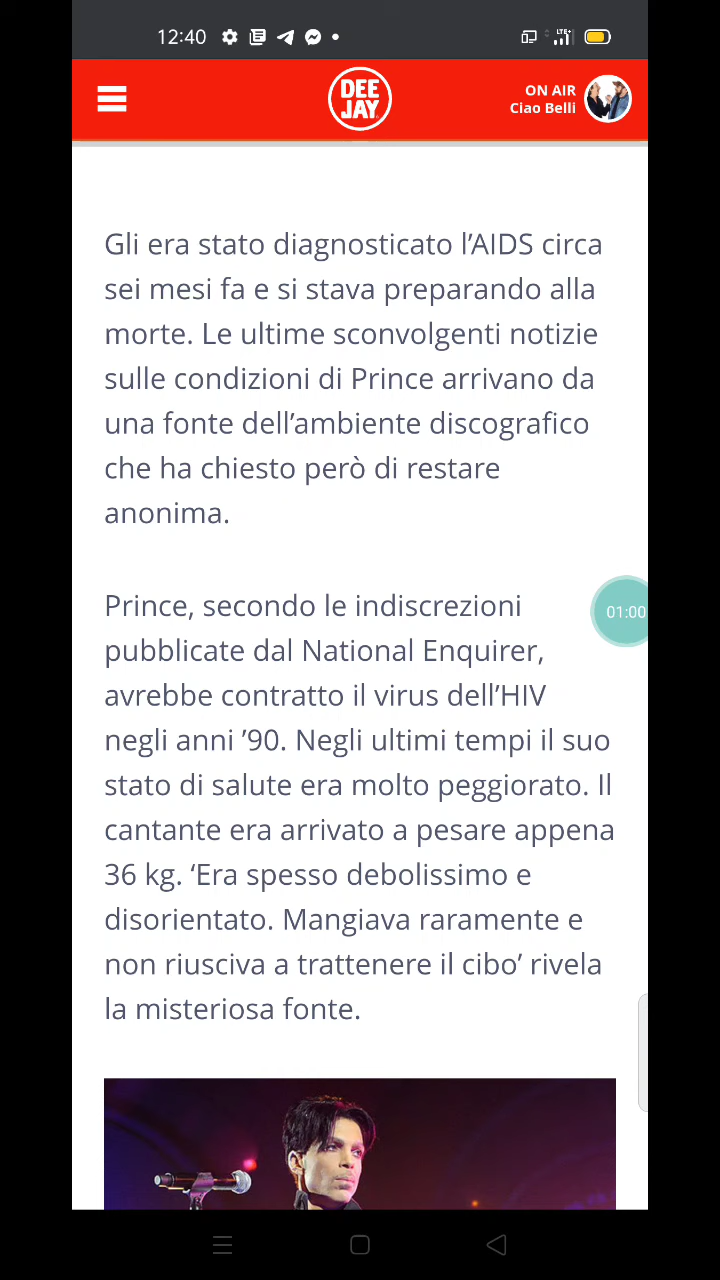 12:40
LTE+
DEE
JAY
ON AIR
Ciao Belli
Gli era stato diagnosticato l’AIDS circa
sei mesi fa e si stava preparando alla
morte. Le ultime sconvolgenti notizie
sulle condizioni di Prince arrivano da
una fonte dell’ambiente discografico
che ha chiesto però di restare
anonima.
Prince, secondo le indiscrezioni
01:00
pubblicate dal National Enquirer,
avrebbe contratto il virus dell’HIV
negli anni ’90. Negli ultimi tempi il suo
stato di salute era molto peggiorato. Il
cantante era arrivato a pesare appena
36 kg. ‘Era spesso debolissimo e
disorientato. Mangiava raramente e
non riusciva a trattenere il cibo’ rivela
la misteriosa fonte.